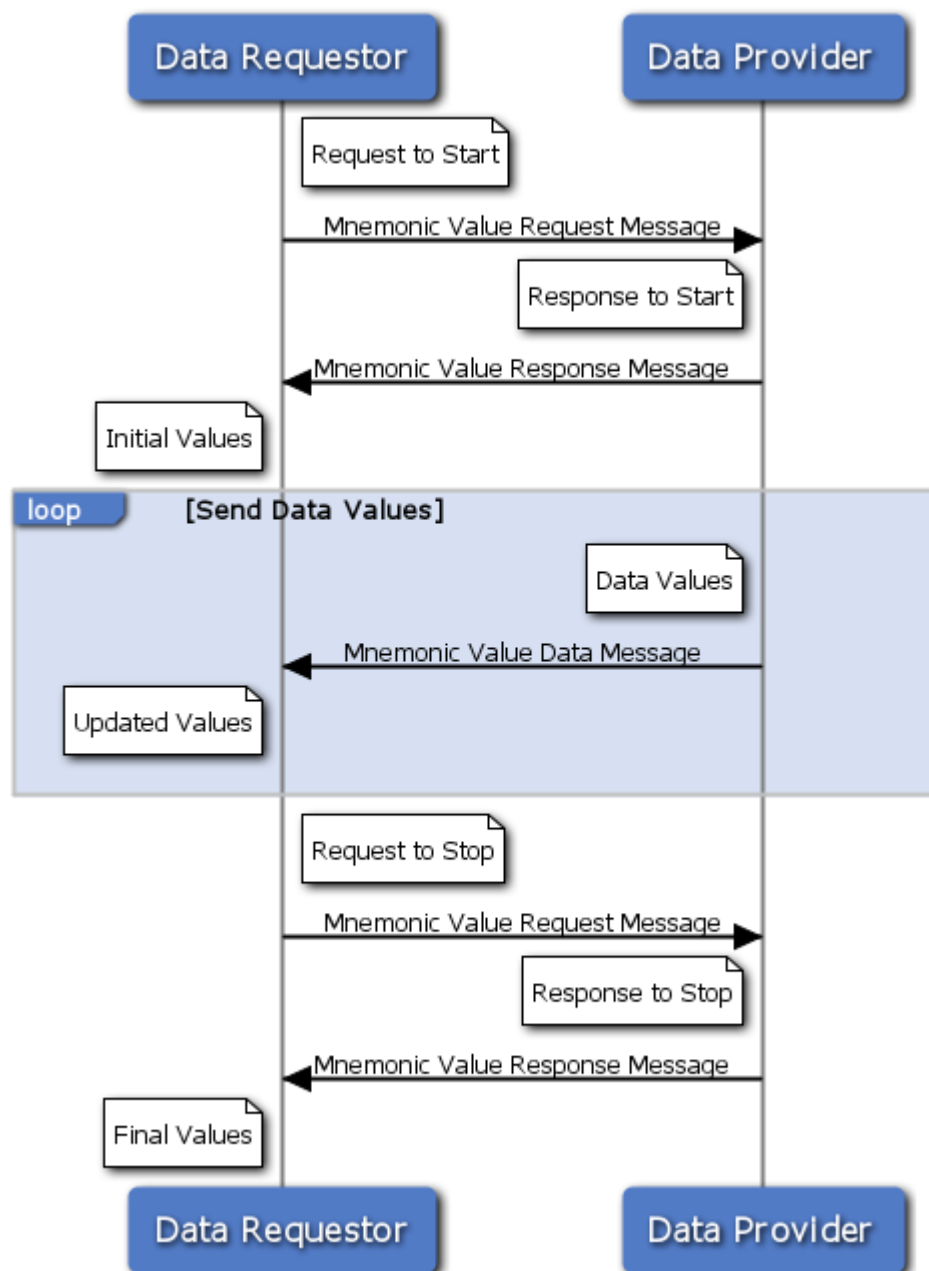 Data Requestor
Data Provider
Request to Start
Mnemonic Value Request Message
Response to Start
Mnemonic Value Response Message
Initial Values
loop
[Send Data Values]
Data Values
Mnemonic Value Data Message
Updated Values
Request to Stop
Mnemonic Value Request Message
Response to Stop
Mnemonic Value Response Message
Final Values
Data Requestor
Data Provider